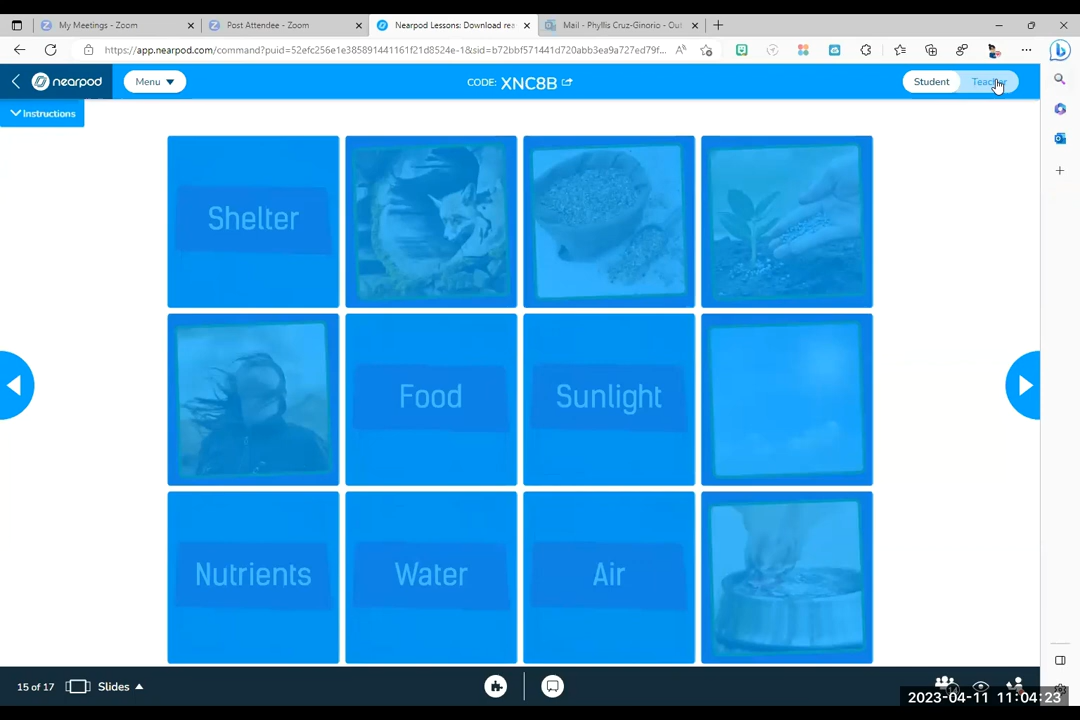 My Meetings - Zoom
Post Attendee - Zoom
Nearpod Lessons: Download rea
Mail - Phyllis Cruz-Ginorio - Out
https://app.nearpod.com/command?puid=52efc256e1e385891441161f21d8524e-1&sid=b72bbf571441d720abb3ea9a727ed79f...
nearpod
Menu
CODE: XNC8B
Student
Teacher
Instructions
Shelter
Food
Sunlight
Nutrients
Water
Air
15 of 17
Slides
2023-04-11 11:04:23